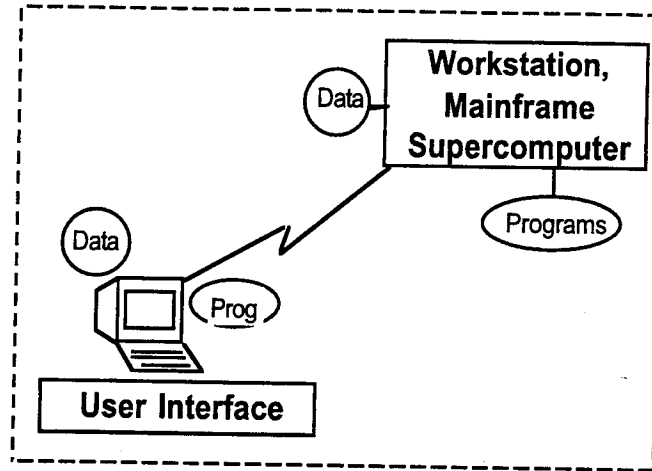 Workstation,
Mainframe
Supercomputer
Data
Programs
Data
Prog
User Interface